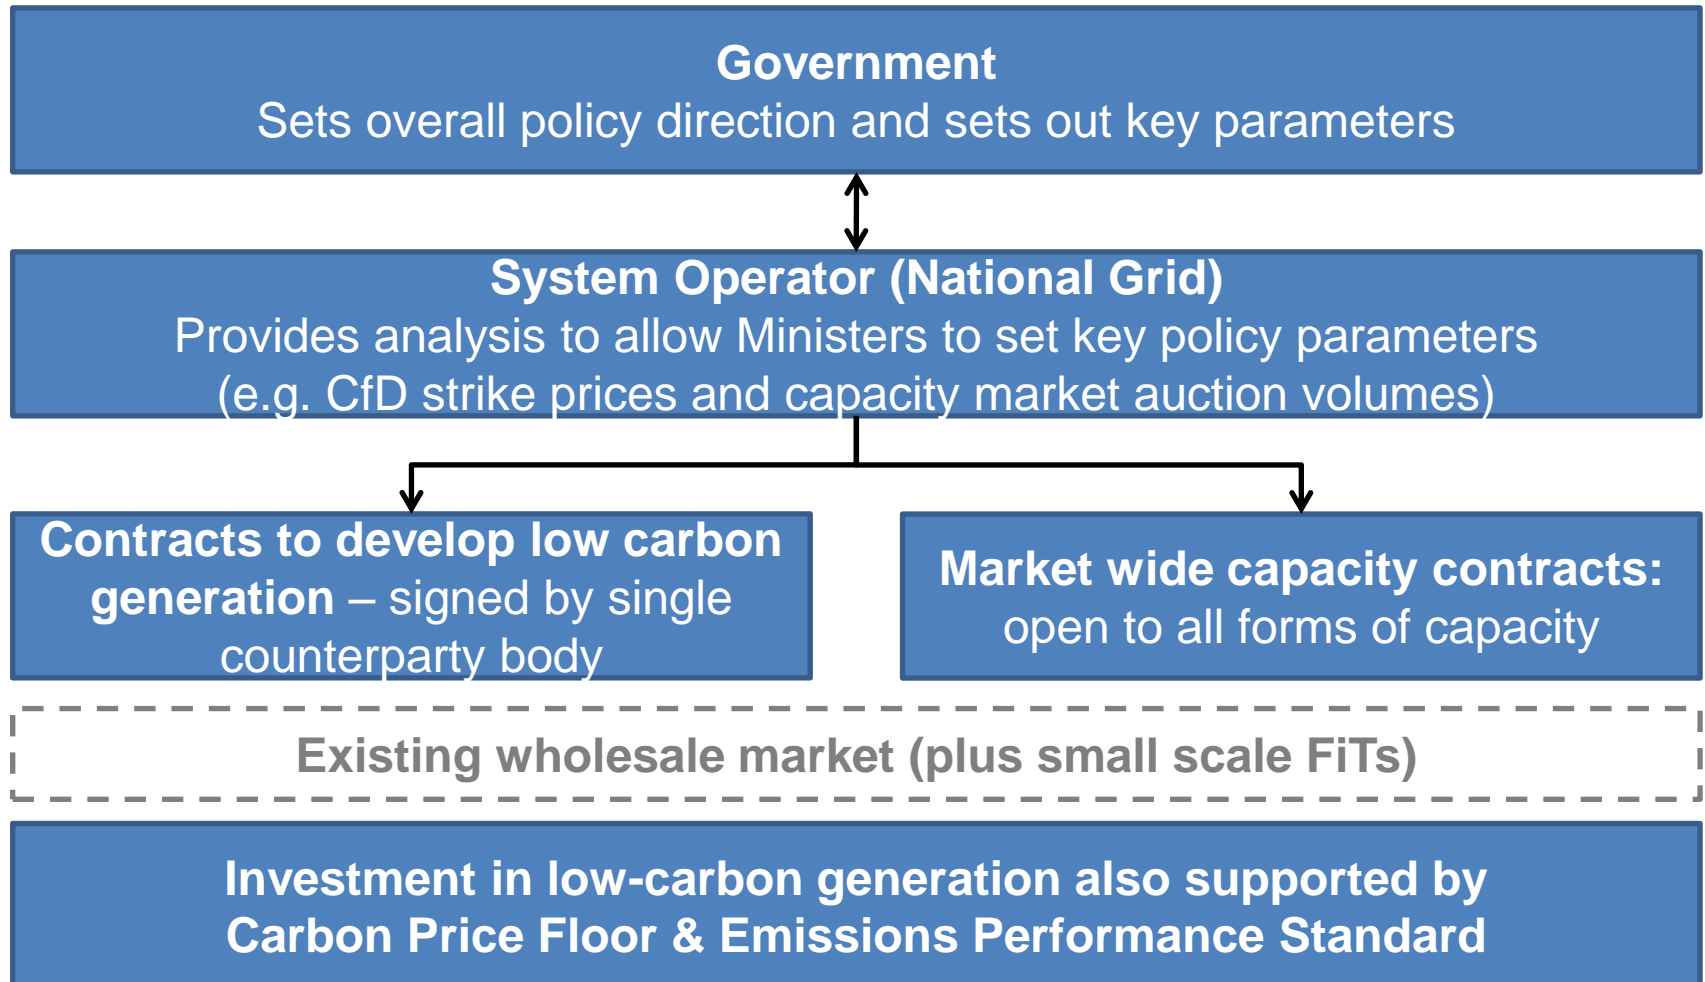 Government
Sets overall policy direction and sets out key parameters
System Operator (National Grid)
Provides analysis to allow Ministers to set key policy parameters
(e.g. CfD strike prices and capacity market auction volumes)
Contracts to develop low carbon
generation – signed by single
counterparty body
Market wide capacity contracts:
open to all forms of capacity
Existing wholesale market (plus small scale FiTs)
Investment in low-carbon generation also supported by
Carbon Price Floor & Emissions Performance Standard